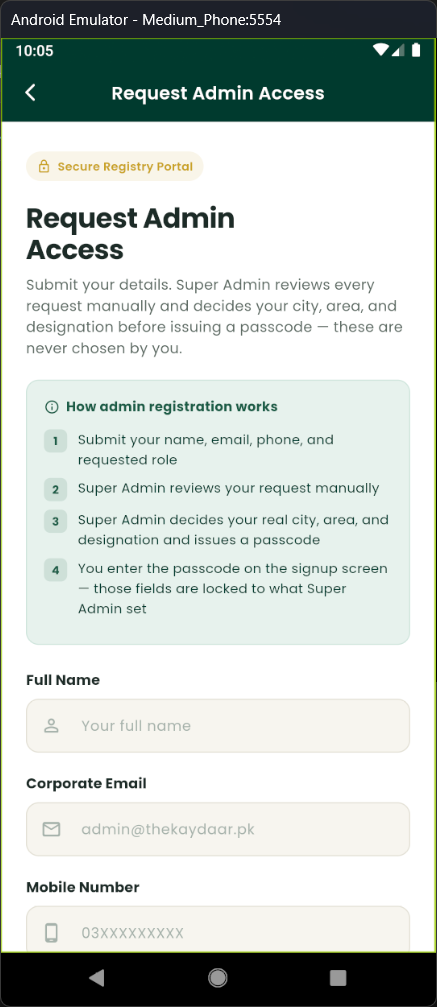 Android Emulator - Medium_Phone:5554
10:05
Request Admin Access
Secure Registry Portal
Request Admin
Access
Submit your details. Super Admin reviews every
request manually and decides your city, area, and
designation before issuing a passcode — these are
never chosen by you.
How admin registration works
1 Submit your name, email, phone, and
requested role
2 Super Admin reviews your request manually
3 Super Admin decides your real city, area, and
designation and issues a passcode
4 You enter the passcode on the signup screen
— those fields are locked to what Super
Admin set
Full Name
Your full name
Corporate Email
admin@thekaydaar.pk
Mobile Number
03XXXXXXXXX